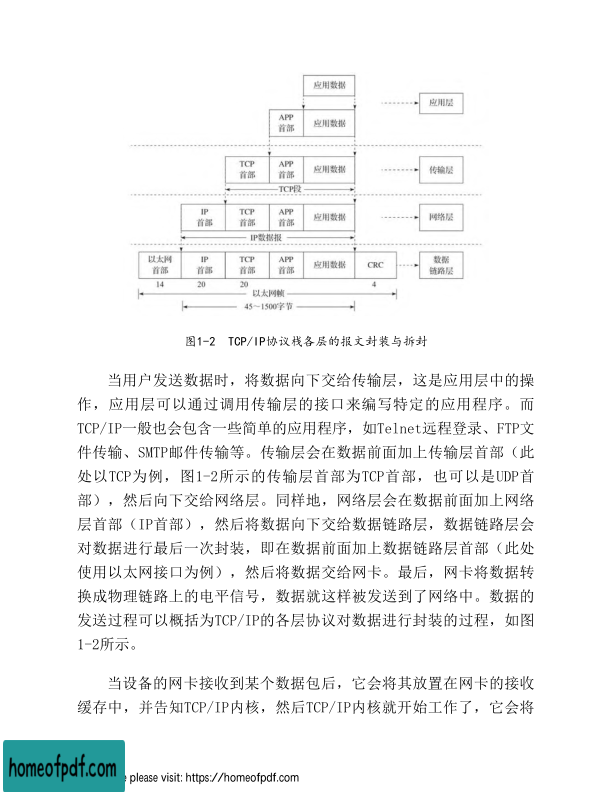 应用数据
应用层
APP
首部
应用数据
TCP
首部
APP
首部
应用数据
传输层
TCP段
IP
首部
TCP
首部
APP
首部
应用数据
网络层
IP数据报
以太网
首部
IP
首部
TCP
首部
APP
首部
应用数据
CRC
数据
链路层
14
20
20
4
以太网帧
45～1500字节
图1-2 TCP/IP协议栈各层的报文封装与拆封
当用户发送数据时，将数据向下交给传输层，这是应用层中的操
作，应用层可以通过调用传输层的接口来编写特定的应用程序。而
TCP/IP一般也会包含一些简单的应用程序，如Telnet远程登录、FTP文
件传输、SMTP邮件传输等。传输层会在数据前面加上传输层首部（此
处以TCP为例，图1-2所示的传输层首部为TCP首部，也可以是UDP首
部），然后向下交给网络层。同样地，网络层会在数据前面加上网络
层首部（IP首部），然后将数据向下交给数据链路层，数据链路层会
对数据进行最后一次封装，即在数据前面加上数据链路层首部（此处
使用以太网接口为例），然后将数据交给网卡。最后，网卡将数据转
换成物理链路上的电平信号，数据就这样被发送到了网络中。数据的
发送过程可以概括为TCP/IP的各层协议对数据进行封装的过程，如图
1-2所示。
当设备的网卡接收到某个数据包后，它会将其放置在网卡的接收
缓存中，并告知TCP/IP内核，然后TCP/IP内核就开始工作了，它会将
homeofpdf.com
please visit: https://homeofpdf.com